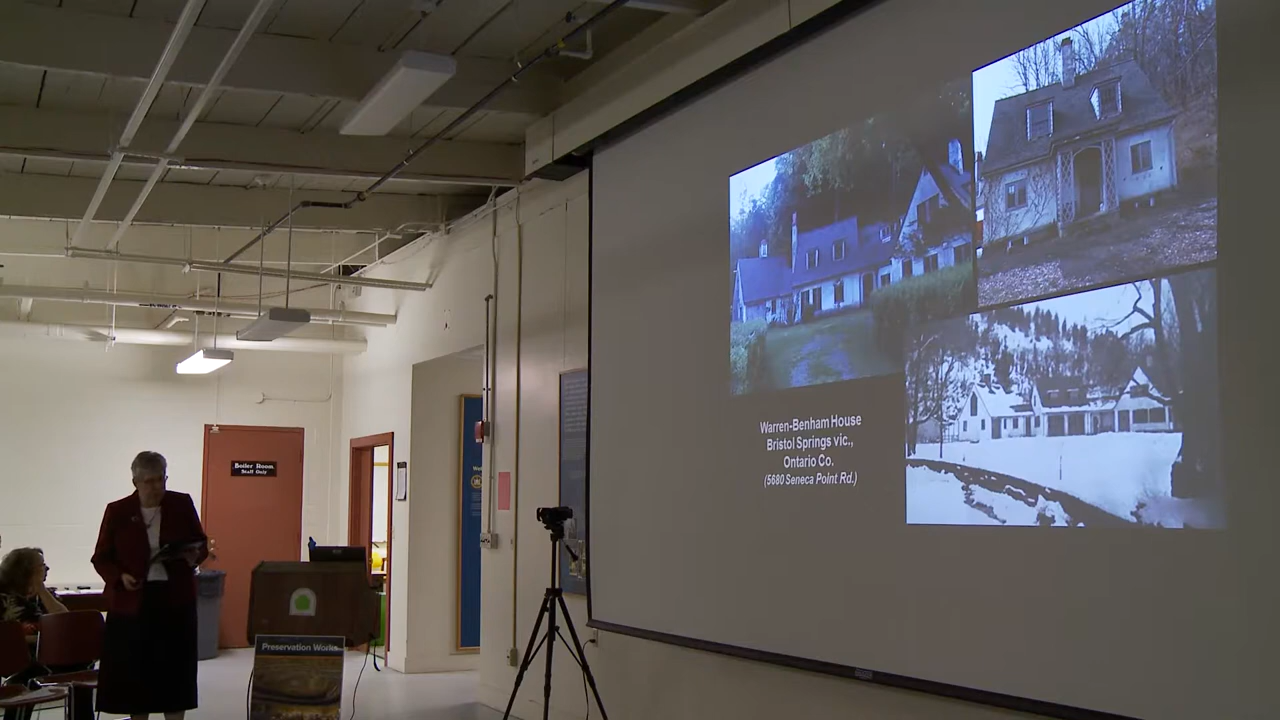 Warren-Benham House
Bristol Springs vic.,
Ontario Co.
(5680 Seneca Point Rd.)
Boiler Room
Staff Only
Preservation Works